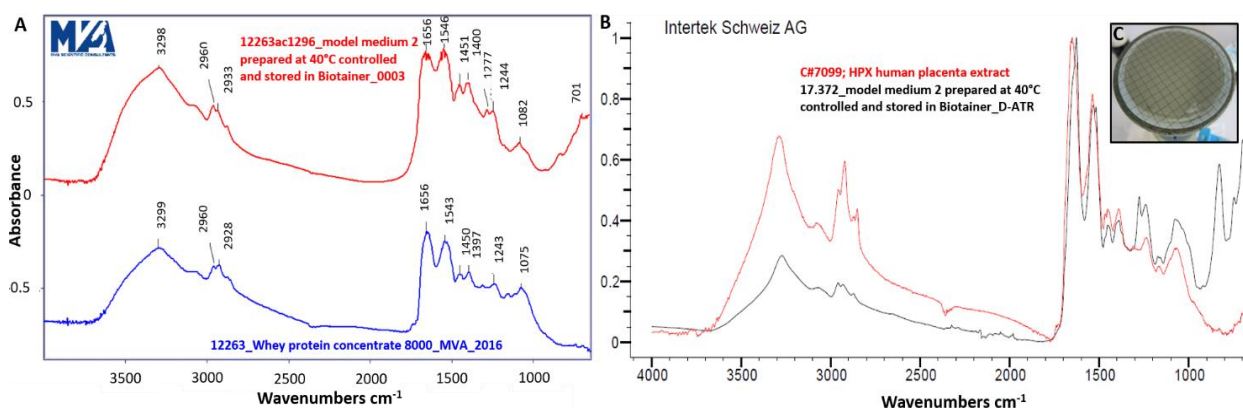 A
MVA
MVA SCIENTIFIC CONSULTANTS
12263ac1296_model medium 2
prepared at 40°C controlled
and stored in Biotainer_0003
3298
2960
2933
1656
1546
1451
1400
1277
1244
1082
701
0.5
0
-0.5
Absorbance
3299
2960
2928
1656
1543
1450
1397
1243
1075
12263_Whey protein concentrate 8000_MVA_2016
3500
3000
2500
2000
1500
1000
Wavenumbers cm-1
B
Intertek Schweiz AG
C
C#7099; HPX human placenta extract
17.372_model medium 2 prepared at 40°C
controlled and stored in Biotainer_D-ATR
1
0.8
0.6
0.4
0.2
0
4000
3500
3000
2500
2000
1500
1000
Wavenumbers cm-1